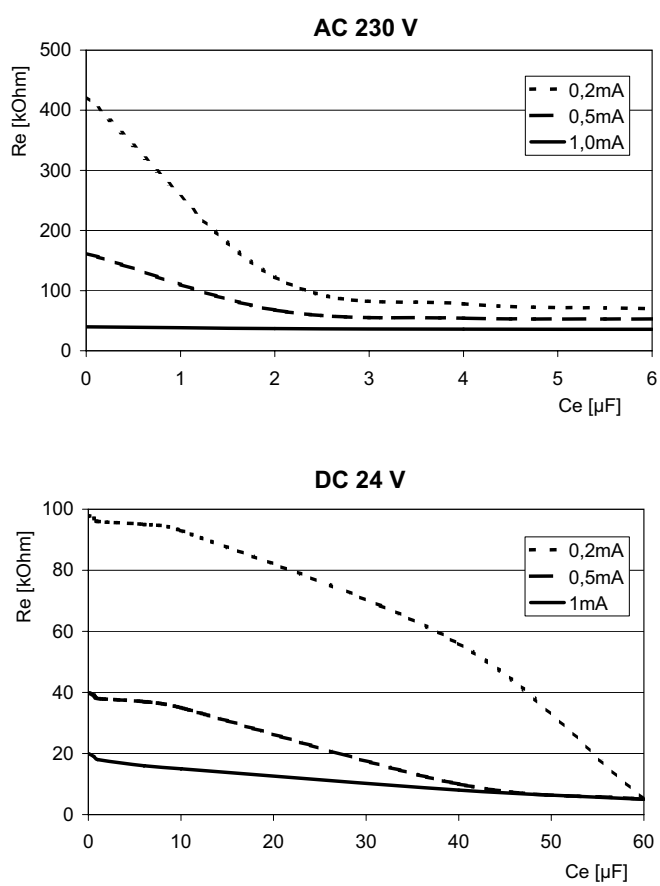 AC 230 V
Re [kOhm]
500
400
300
200
100
0
0,2mA
0,5mA
1,0mA
0 1 2 3 4 5 6
Ce [µF]
DC 24 V
Re [kOhm]
100
80
60
40
20
0
0,2mA
0,5mA
1mA
0 10 20 30 40 50 60
Ce [µF]